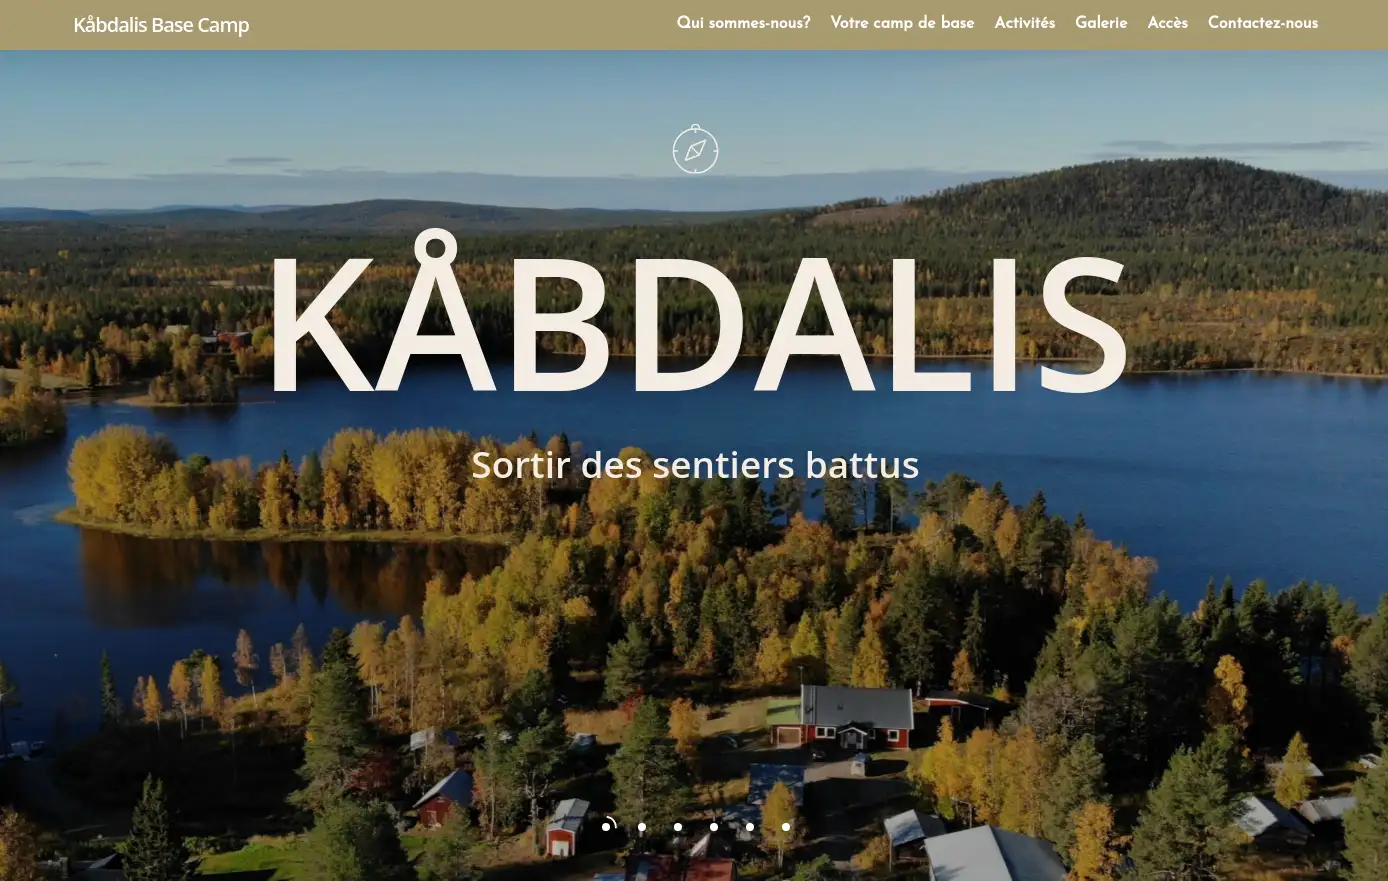 Kåbdalis Base Camp
Qui sommes-nous? Votre camp de base Activités Galerie Accès Contactez-nous
KÅBDALIS
Sortir des sentiers battus